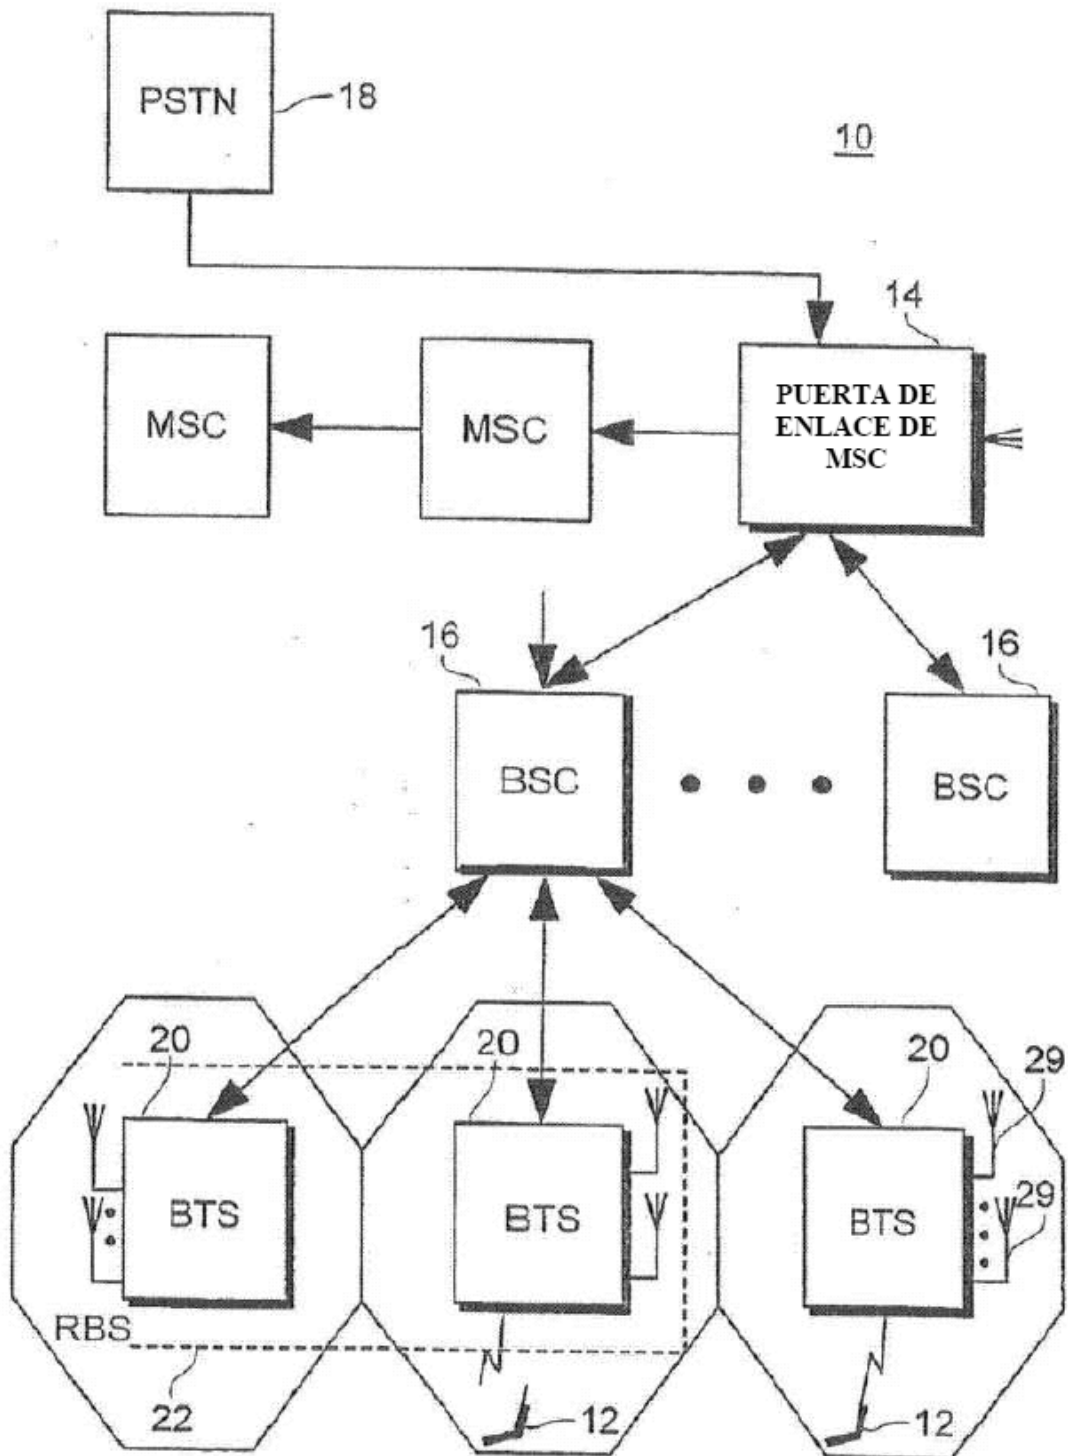 PSTN
18
10
14
MSC
MSC
PUERTA DE
ENLACE DE
MSC
16
16
BSC
BSC
20
20
20
29
BTS
BTS
BTS
29
RBS
22
12
12